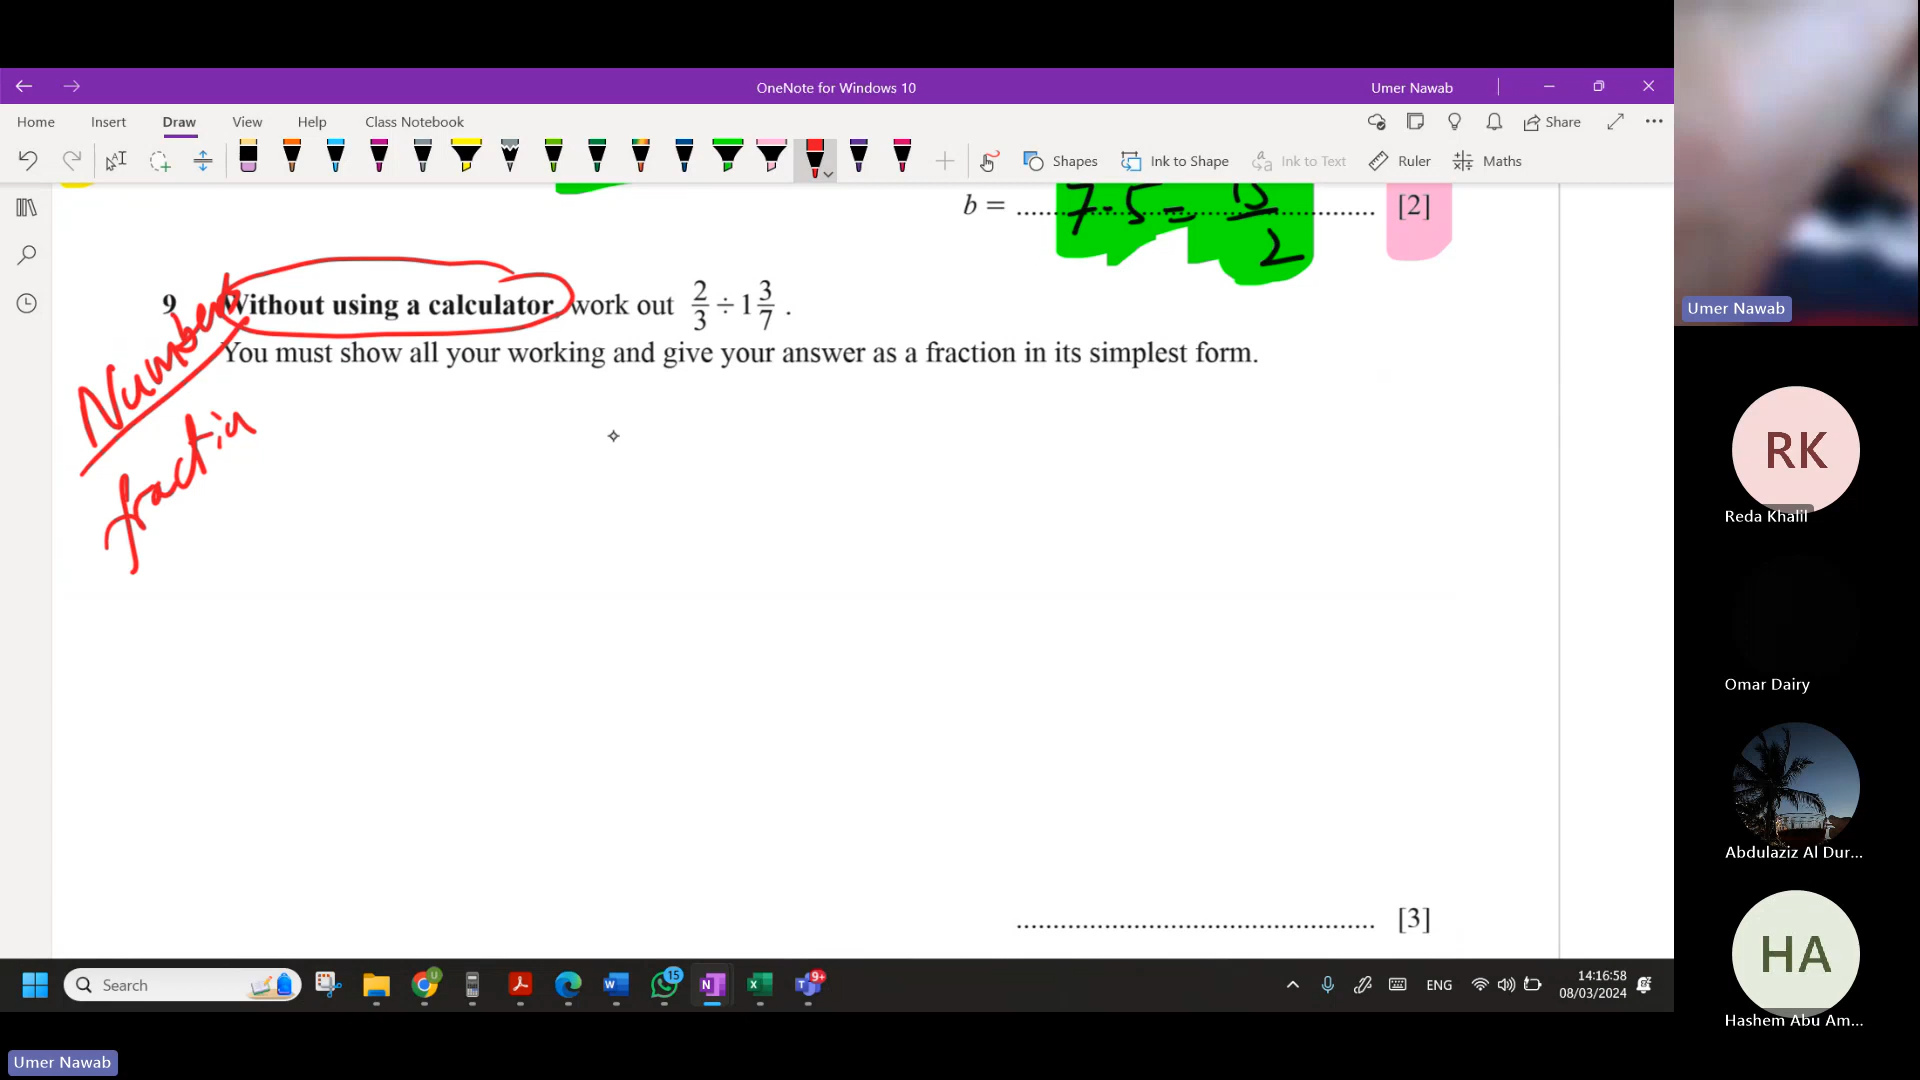 OneNote for Windows 10
Umer Nawab
Home Insert Draw View Help Class Notebook
Share
Shapes Ink to Shape Ink to Text Ruler Maths
b = 7.5 = 15/2 [2]
9 Without using a calculator, work out 2/3 ÷ 1 3/7 .
You must show all your working and give your answer as a fraction in its simplest form.
Number
fraction
[3]
Umer Nawab
RK
Reda Khalil
Omar Dairy
Abdulaziz Al Dur...
HA
Hashem Abu Am...
Search
15
9+
ENG
14:16:58
08/03/2024
Umer Nawab